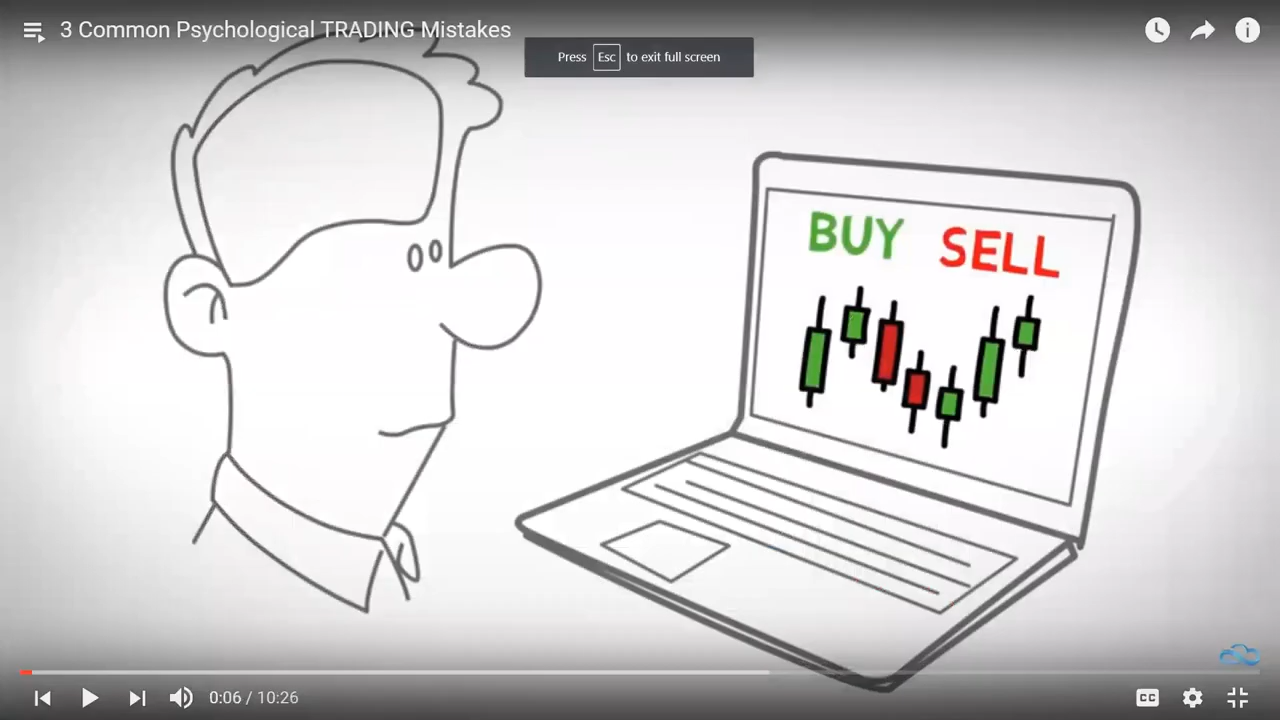 3 Common Psychological TRADING Mistakes
Press Esc to exit full screen
BUY SELL
0:06 / 10:26
CC